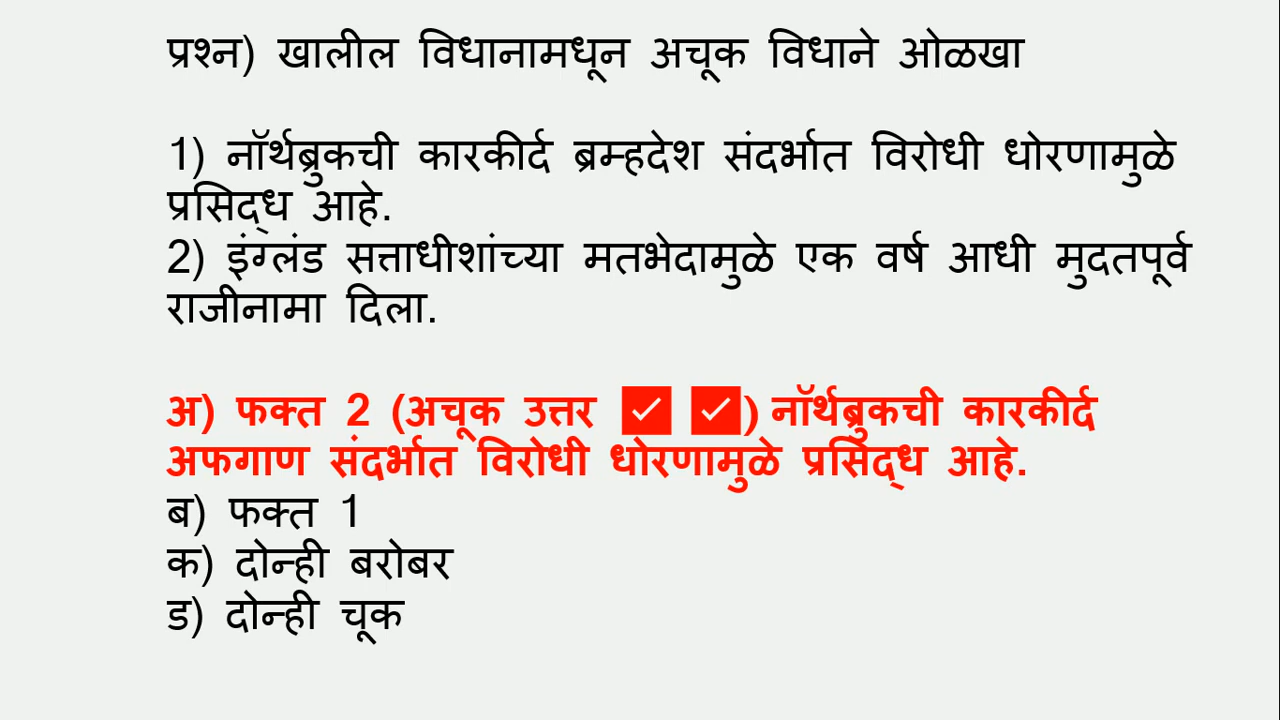 प्रश्न) खालील विधानामधून अचूक विधाने ओळखा
1) नॉर्थब्रुकची कारकीर्द ब्रम्हदेश संदर्भात विरोधी धोरणामुळे
प्रसिद्ध आहे.
2) इंग्लंड सत्ताधीशांच्या मतभेदामुळे एक वर्ष आधी मुदतपूर्व
राजीनामा दिला.
अ) फक्त 2 (अचूक उत्तर ✅ ✅) नॉर्थब्रुकची कारकीर्द
अफगाण संदर्भात विरोधी धोरणामुळे प्रसिद्ध आहे.
ब) फक्त 1
क) दोन्ही बरोबर
ड) दोन्ही चूक